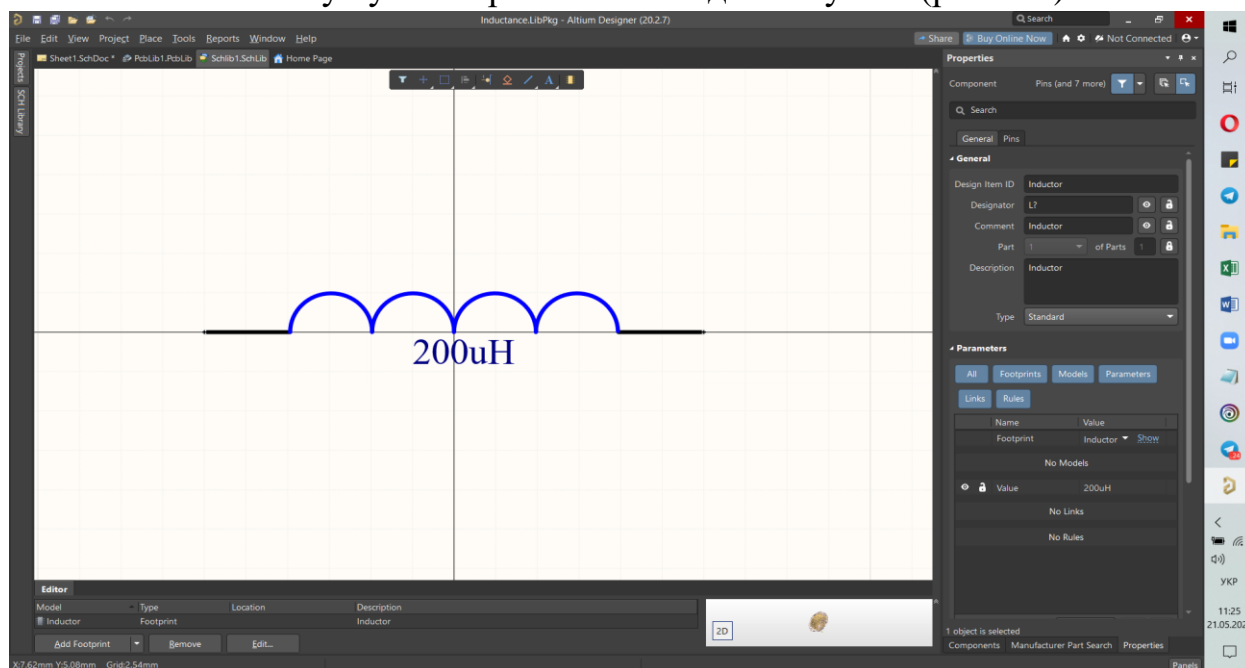 Inductance.LibPkg - Altium Designer (20.2.7)
Search
File Edit View Project Place Tools Reports Window Help
Share Buy Online Now Not Connected
Sheet1.SchDoc * PcbLib1.PcbLib Schlib1.SchLib Home Page
Projects
SCH Library
Properties
Component Pins (and 7 more)
Search
General Pins
General
Design Item ID Inductor
Designator L?
Comment Inductor
Part 1 of Parts 1
Description Inductor
Type Standard
200uH
Parameters
All Footprints Models Parameters
Links Rules
Name Value
Footprint Inductor Show
No Models
Value 200uH
No Links
No Rules
Editor
Model Type Location Description
Inductor Footprint Inductor
2D
Add Footprint Remove Edit...
1 object is selected
Components Manufacturer Part Search Properties
X:7.62mm Y:5.08mm Grid:2.54mm
Panels
24
УКР
11:25
21.05.202